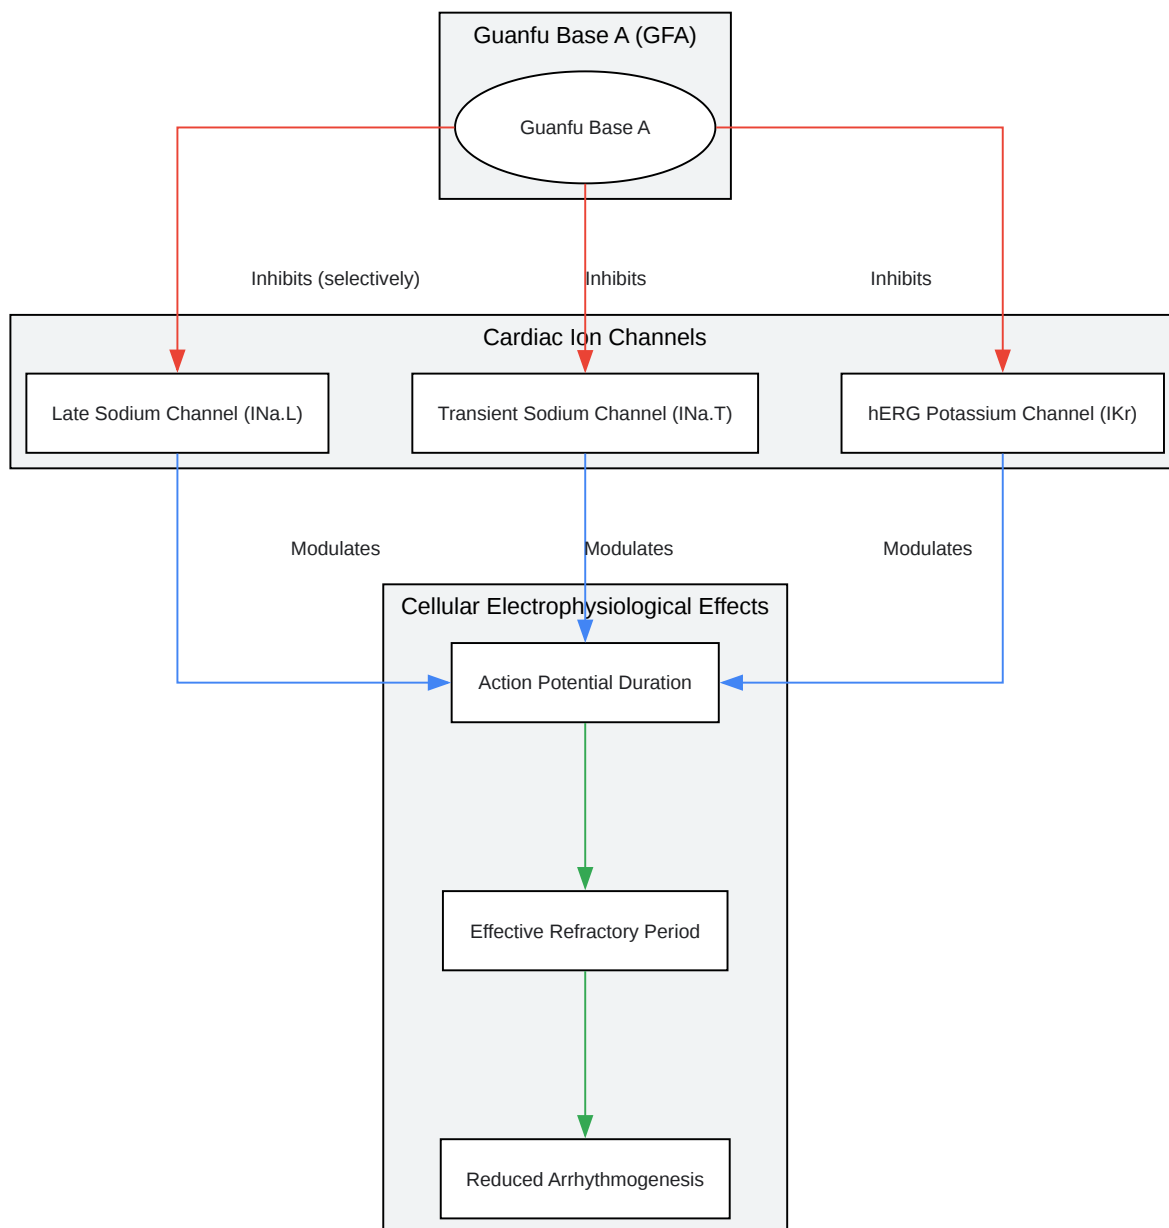 Guanfu Base A (GFA)
Guanfu Base A
Inhibits (selectively)
Inhibits
Inhibits
Cardiac Ion Channels
Late Sodium Channel (INa.L)
Transient Sodium Channel (INa.T)
hERG Potassium Channel (IKr)
Modulates
Modulates
Modulates
Cellular Electrophysiological Effects
Action Potential Duration
Effective Refractory Period
Reduced Arrhythmogenesis